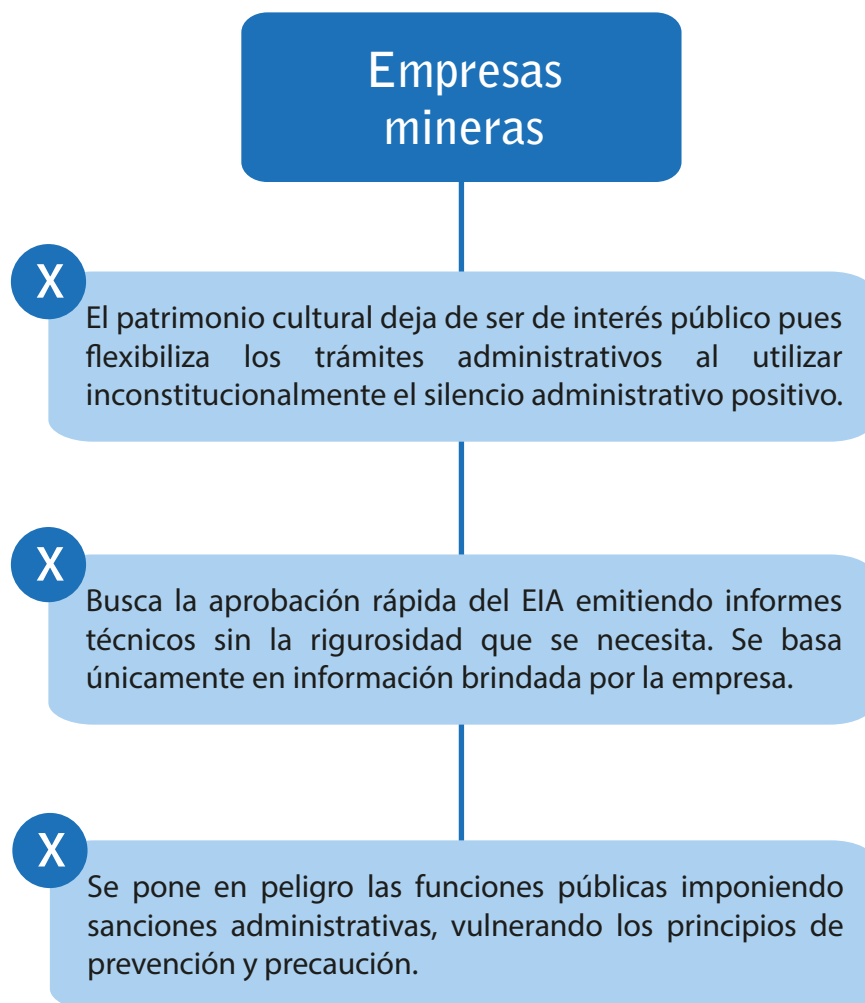 Empresas
mineras
X
El patrimonio cultural deja de ser de interés público pues
flexibiliza los trámites administrativos al utilizar
inconstitucionalmente el silencio administrativo positivo.
X
Busca la aprobación rápida del EIA emitiendo informes
técnicos sin la rigurosidad que se necesita. Se basa
únicamente en información brindada por la empresa.
X
Se pone en peligro las funciones públicas imponiendo
sanciones administrativas, vulnerando los principios de
prevención y precaución.